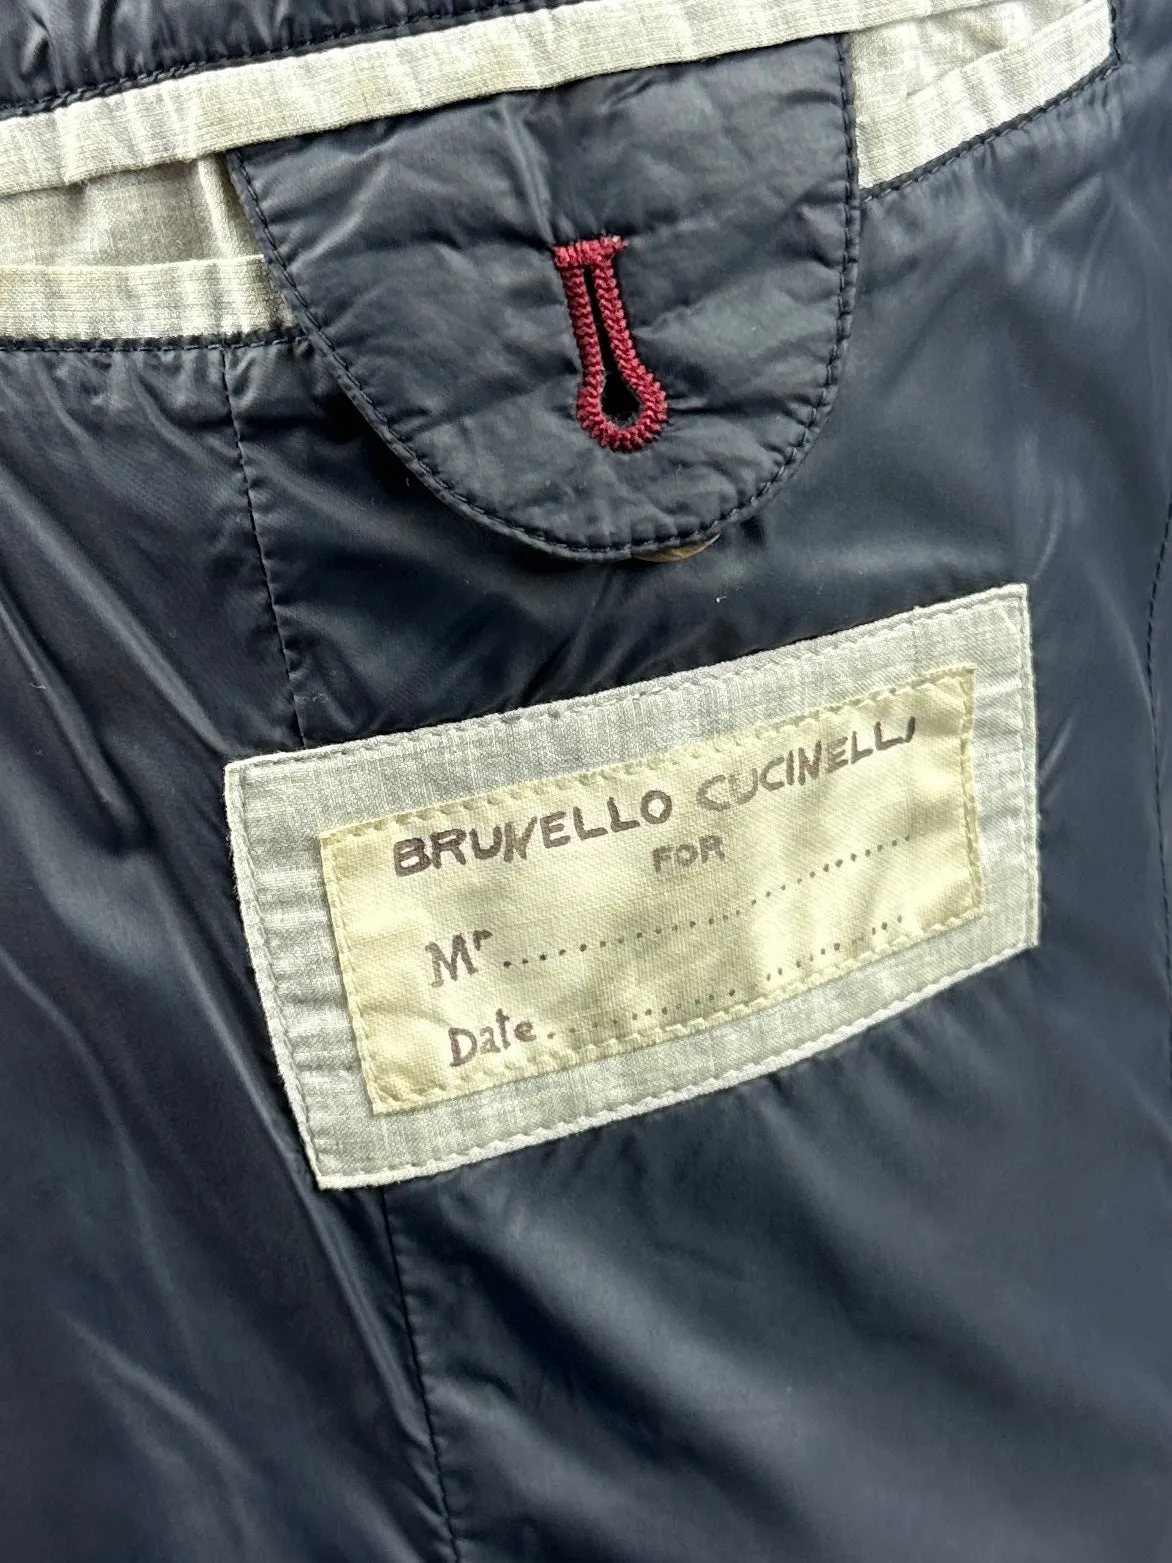 BRUNELLO CUCINELLI
FOR
Mr....................
Date....................